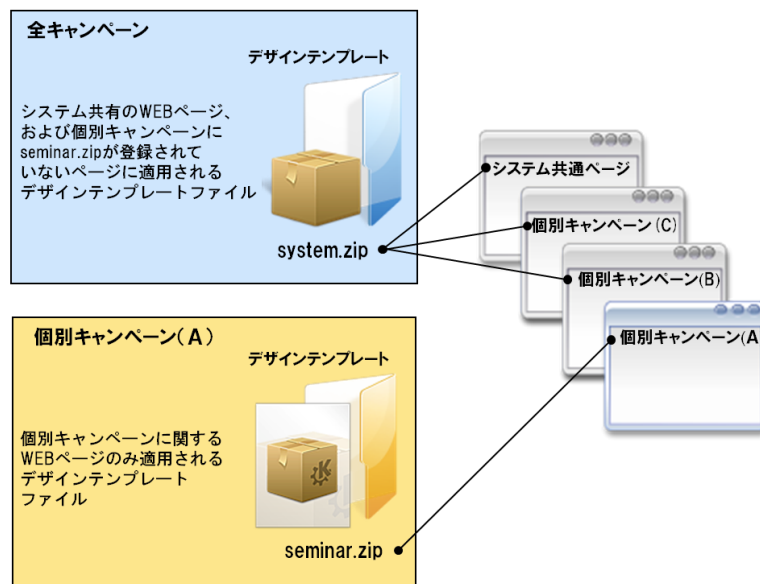 全キャンペーン
デザインテンプレート
システム共有のWEBページ、
および個別キャンペーンに
seminar.zipが登録されて
いないページに適用される
デザインテンプレートファイル
system.zip
システム共通ページ
個別キャンペーン(C)
個別キャンペーン(B)
個別キャンペーン(A
個別キャンペーン(A)
デザインテンプレート
個別キャンペーンに関する
WEBページのみ適用される
デザインテンプレート
ファイル
seminar.zip